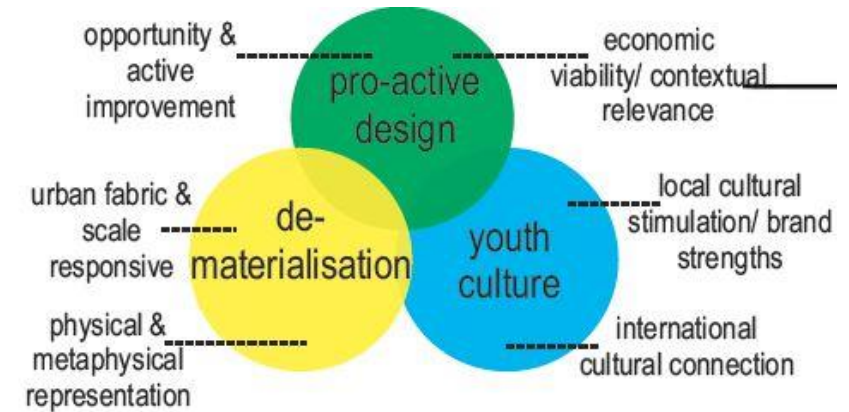 opportunity &
active
improvement
pro-active
design
economic
viability/ contextual
relevance
urban fabric &
scale
responsive
de-
materialisation
youth
culture
local cultural
stimulation/ brand
strengths
physical &
metaphysical
representation
international
cultural connection